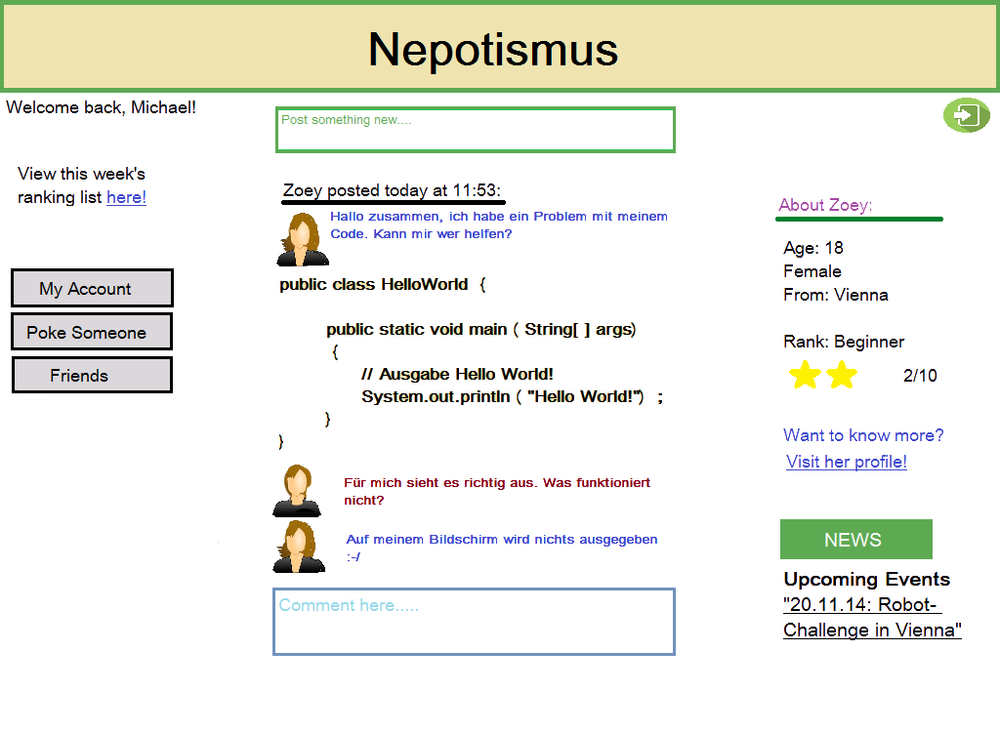 Nepotismus
Welcome back, Michael!
View this week's
ranking list here!
My Account
Poke Someone
Friends
Post something new....
Zoey posted today at 11:53:
Hallo zusammen, ich habe ein Problem mit meinem
Code. Kann mir wer helfen?
public class HelloWorld {
public static void main ( String[ ] args)
{
// Ausgabe Hello World!
System.out.println ( "Hello World!") ;
}
}
Für mich sieht es richtig aus. Was funktioniert
nicht?
Auf meinem Bildschirm wird nichts ausgegeben
:-/
Comment here.....
About Zoey:
Age: 18
Female
From: Vienna
Rank: Beginner
2/10
Want to know more?
Visit her profile!
NEWS
Upcoming Events
"20.11.14: Robot-
Challenge in Vienna"